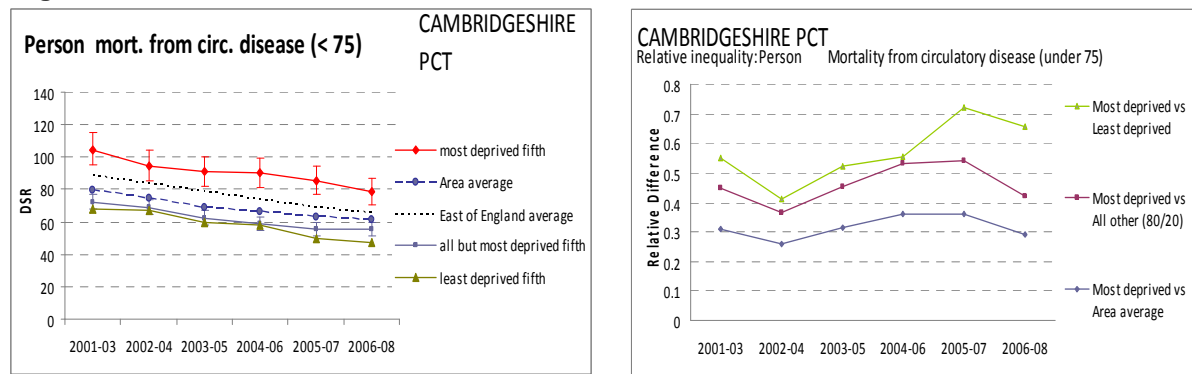 Person mort. from circ. disease (< 75)
CAMBRIDGESHIRE
PCT
140
120
100
80
60
40
20
0
DSR
2001-03 2002-04 2003-05 2004-06 2005-07 2006-08
most deprived fifth
Area average
East of England average
all but most deprived fifth
least deprived fifth
CAMBRIDGESHIRE PCT
Relative inequality:Person Mortality from circulatory disease (under 75)
0.8
0.7
0.6
0.5
0.4
0.3
0.2
0.1
0
Relative Difference
2001-03 2002-04 2003-05 2004-06 2005-07 2006-08
Most deprived vs
Least deprived
Most deprived vs
All other (80/20)
Most deprived vs
Area average